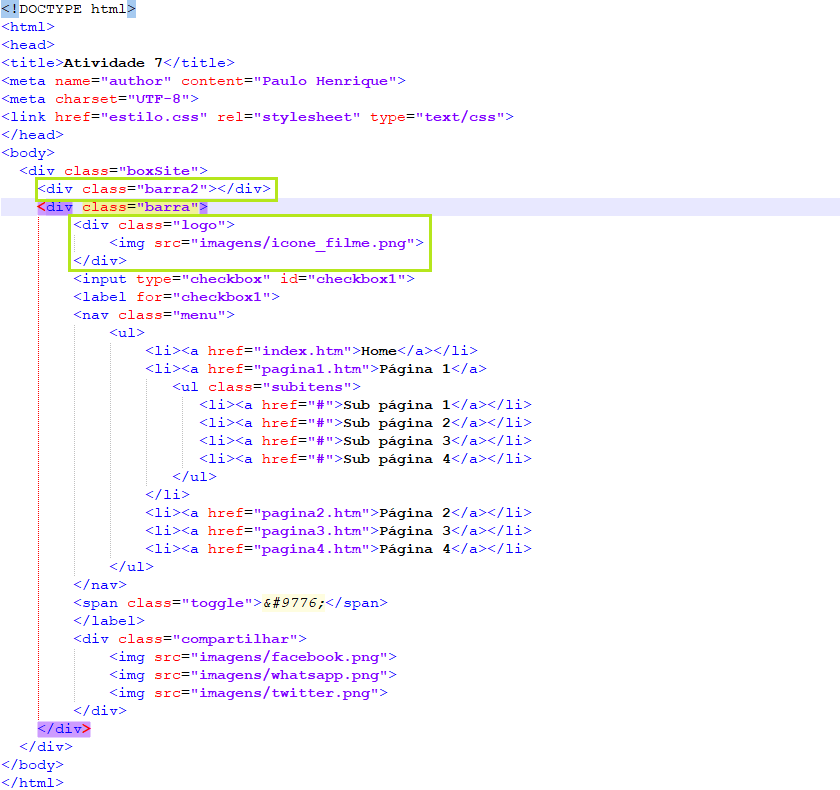 <!DOCTYPE html>
<html>
<head>
<title>Atividade 7</title>
<meta name="author" content="Paulo Henrique">
<meta charset="UTF-8">
<link href="estilo.css" rel="stylesheet" type="text/css">
</head>
<body>
<div class="boxSite">
<div class="barra2"></div>
<div class="barra">
<div class="logo">
<img src="imagens/icone_filme.png">
</div>
<input type="checkbox" id="checkbox1">
<label for="checkbox1">
<nav class="menu">
<ul>
<li><a href="index.htm">Home</a></li>
<li><a href="pagina1.htm">Página 1</a>
<ul class="subitens">
<li><a href="#">Sub página 1</a></li>
<li><a href="#">Sub página 2</a></li>
<li><a href="#">Sub página 3</a></li>
<li><a href="#">Sub página 4</a></li>
</ul>
</li>
<li><a href="pagina2.htm">Página 2</a></li>
<li><a href="pagina3.htm">Página 3</a></li>
<li><a href="pagina4.htm">Página 4</a></li>
</ul>
</nav>
<span class="toggle">&#9776;</span>
</label>
<div class="compartilhar">
<img src="imagens/facebook.png">
<img src="imagens/whatsapp.png">
<img src="imagens/twitter.png">
</div>
</div>
</div>
</body>
</html>